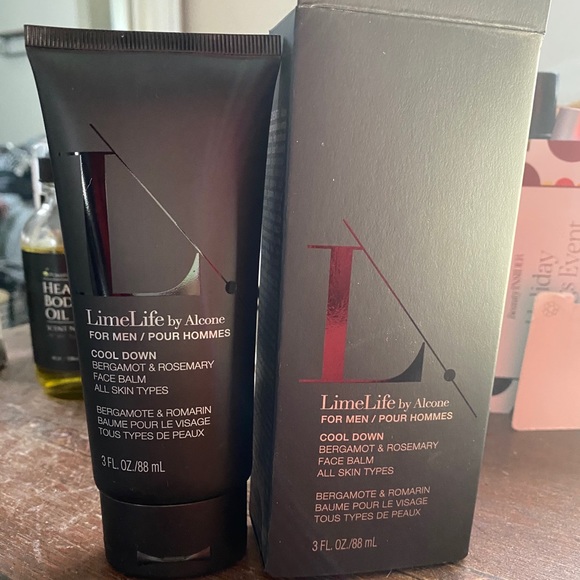 LimeLife by Alcone
FOR MEN / POUR HOMMES
COOL DOWN
BERGAMOT & ROSEMARY
FACE BALM
ALL SKIN TYPES
BERGAMOTE & ROMARIN
BAUME POUR LE VISAGE
TOUS TYPES DE PEAUX
3 FL. OZ./88 mL
L
LimeLife by Alcone
FOR MEN / POUR HOMMES
COOL DOWN
BERGAMOT & ROSEMARY
FACE BALM
ALL SKIN TYPES
BERGAMOTE & ROMARIN
BAUME POUR LE VISAGE
TOUS TYPES DE PEAUX
3 FL. OZ./88 mL
L
BODY
OIL
Event